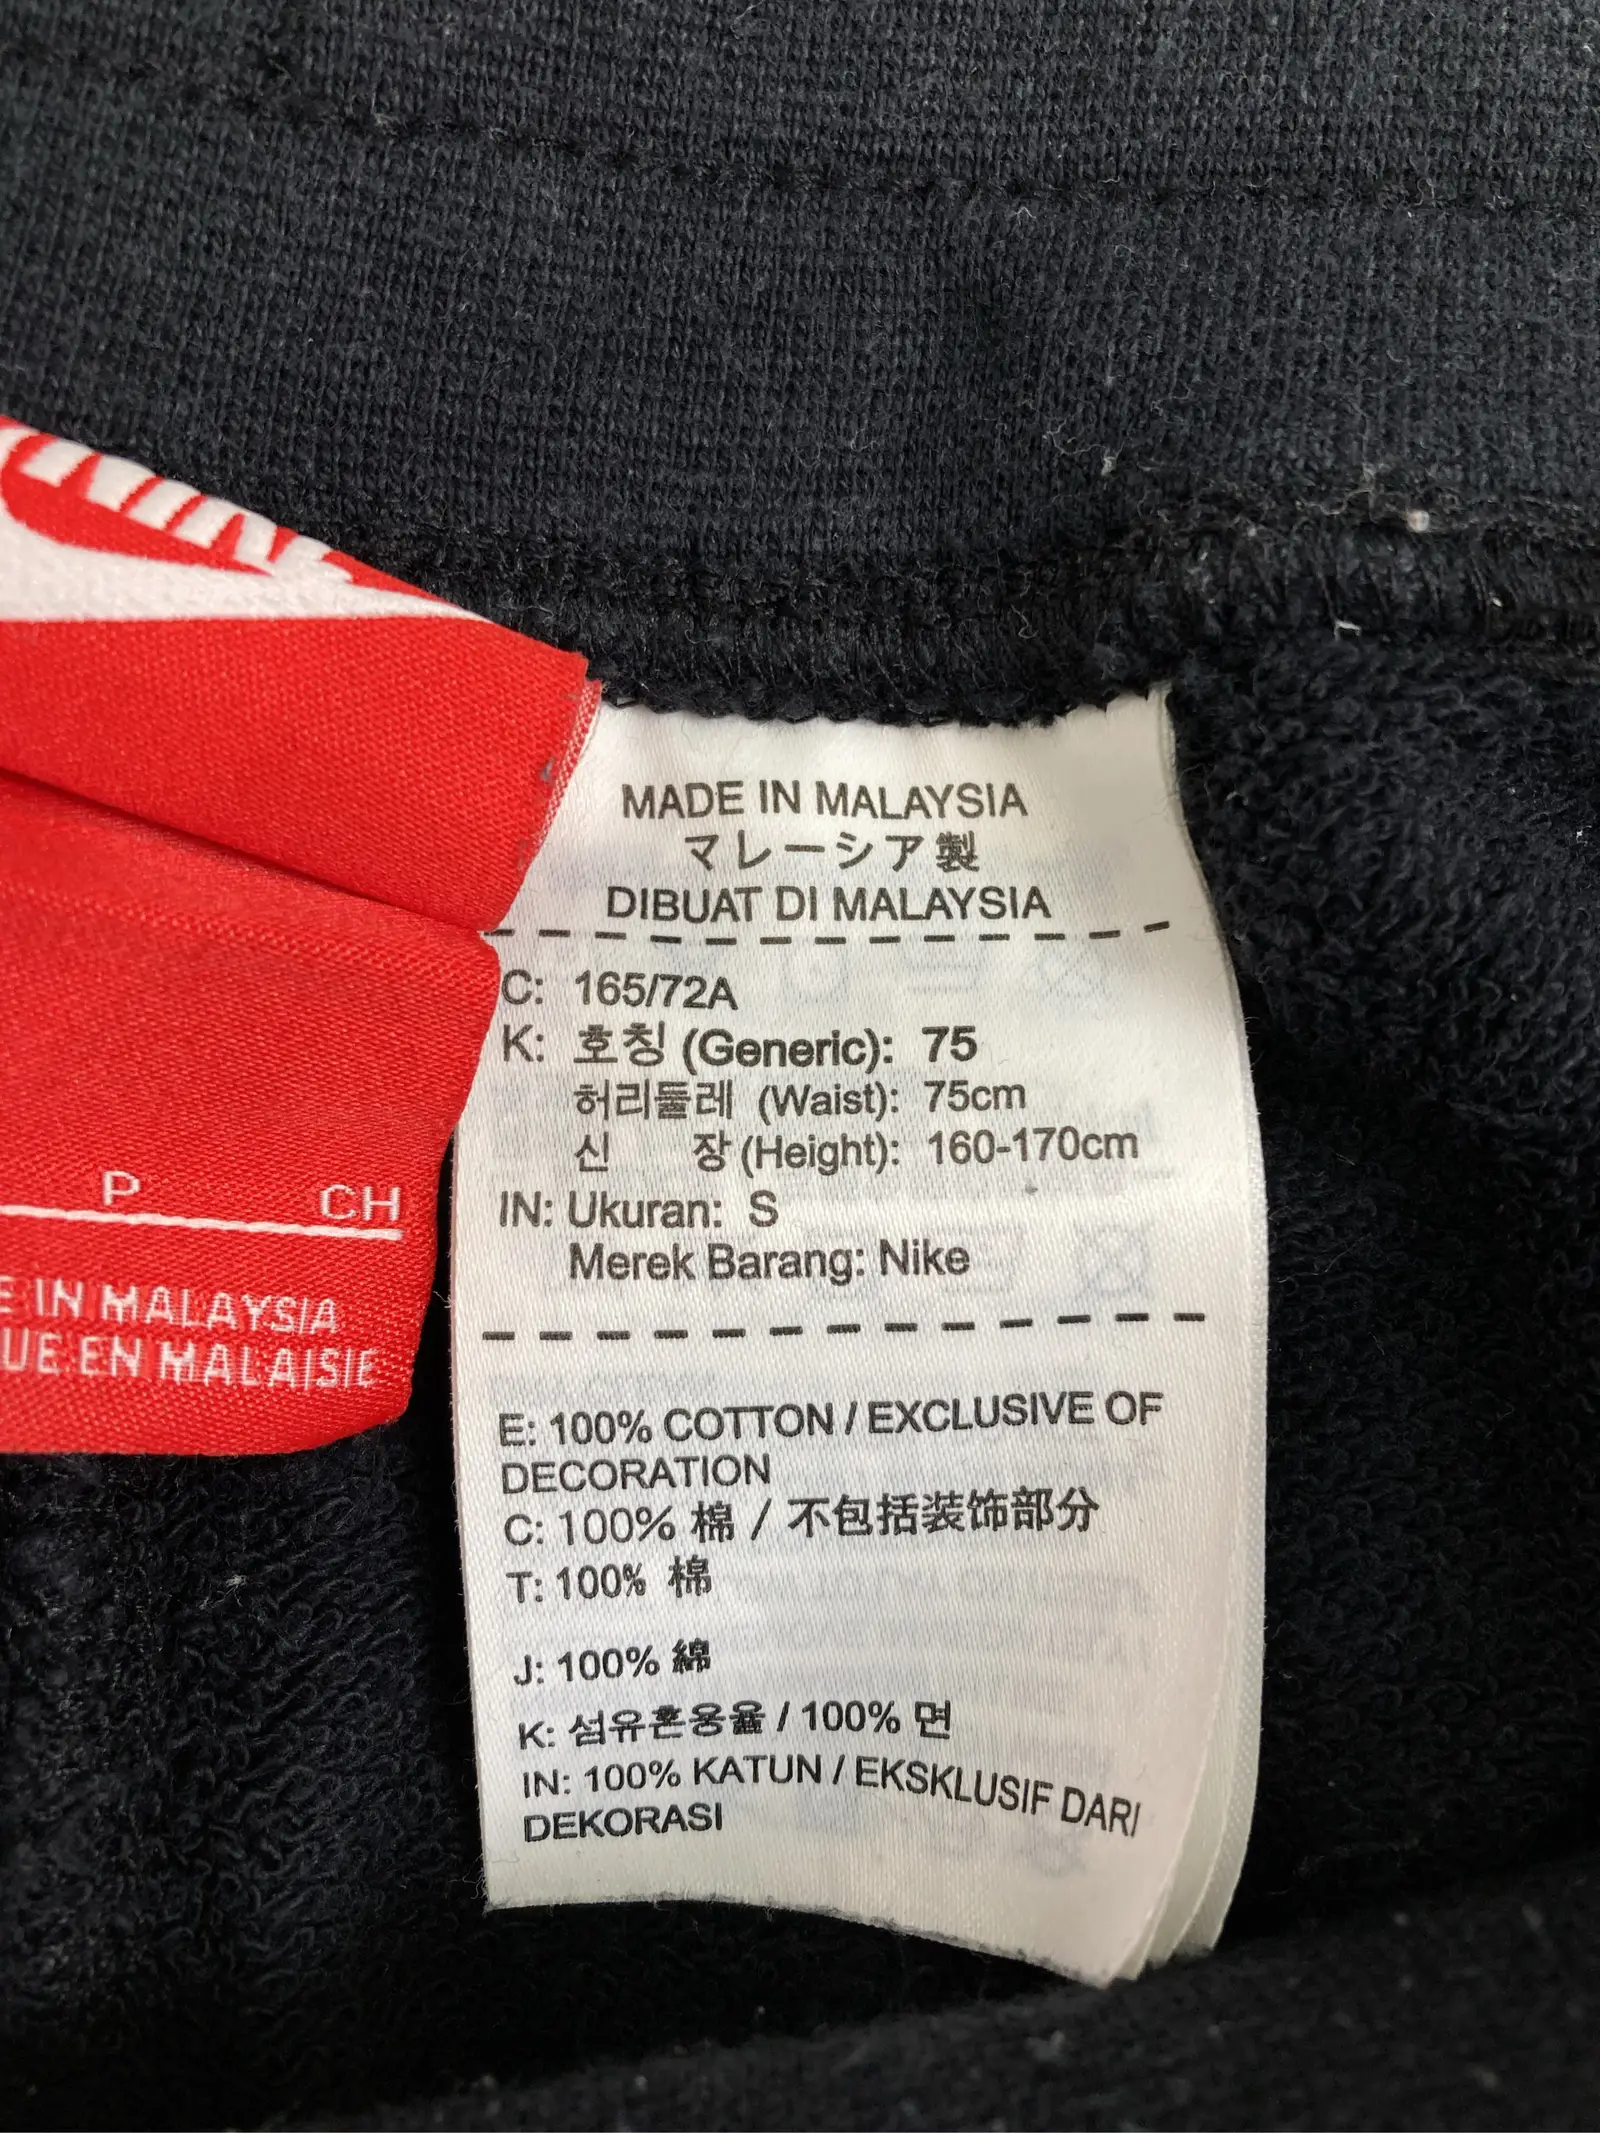 P CH
IN MALAYSIA
EN MALAISIE
MADE IN MALAYSIA
マレーシア製
DIBUAT DI MALAYSIA
C: 165/72A
K: 호칭 (Generic): 75
허리둘레 (Waist): 75cm
신 장 (Height): 160-170cm
IN: Ukuran: S
Merek Barang: Nike
E: 100% COTTON / EXCLUSIVE OF
DECORATION
C: 100% 棉 / 不包括装饰部分
T: 100% 棉
J: 100% 綿
K: 섬유혼용율 / 100% 면
IN: 100% KATUN / EKSKLUSIF DARI
DEKORASI